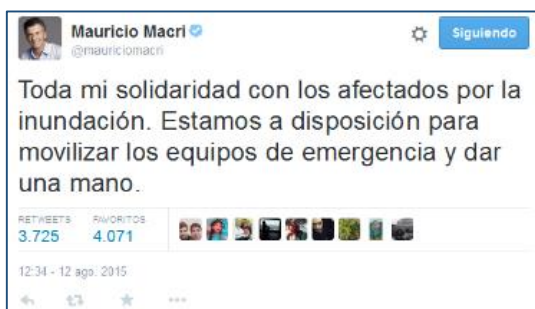 Mauricio Macri
@mauriciomacri
Siguiendo
Toda mi solidaridad con los afectados por la
inundación. Estamos a disposición para
movilizar los equipos de emergencia y dar
una mano.
RETWEETS FAVORITOS
3.725 4.071
12:34 - 12 ago. 2015